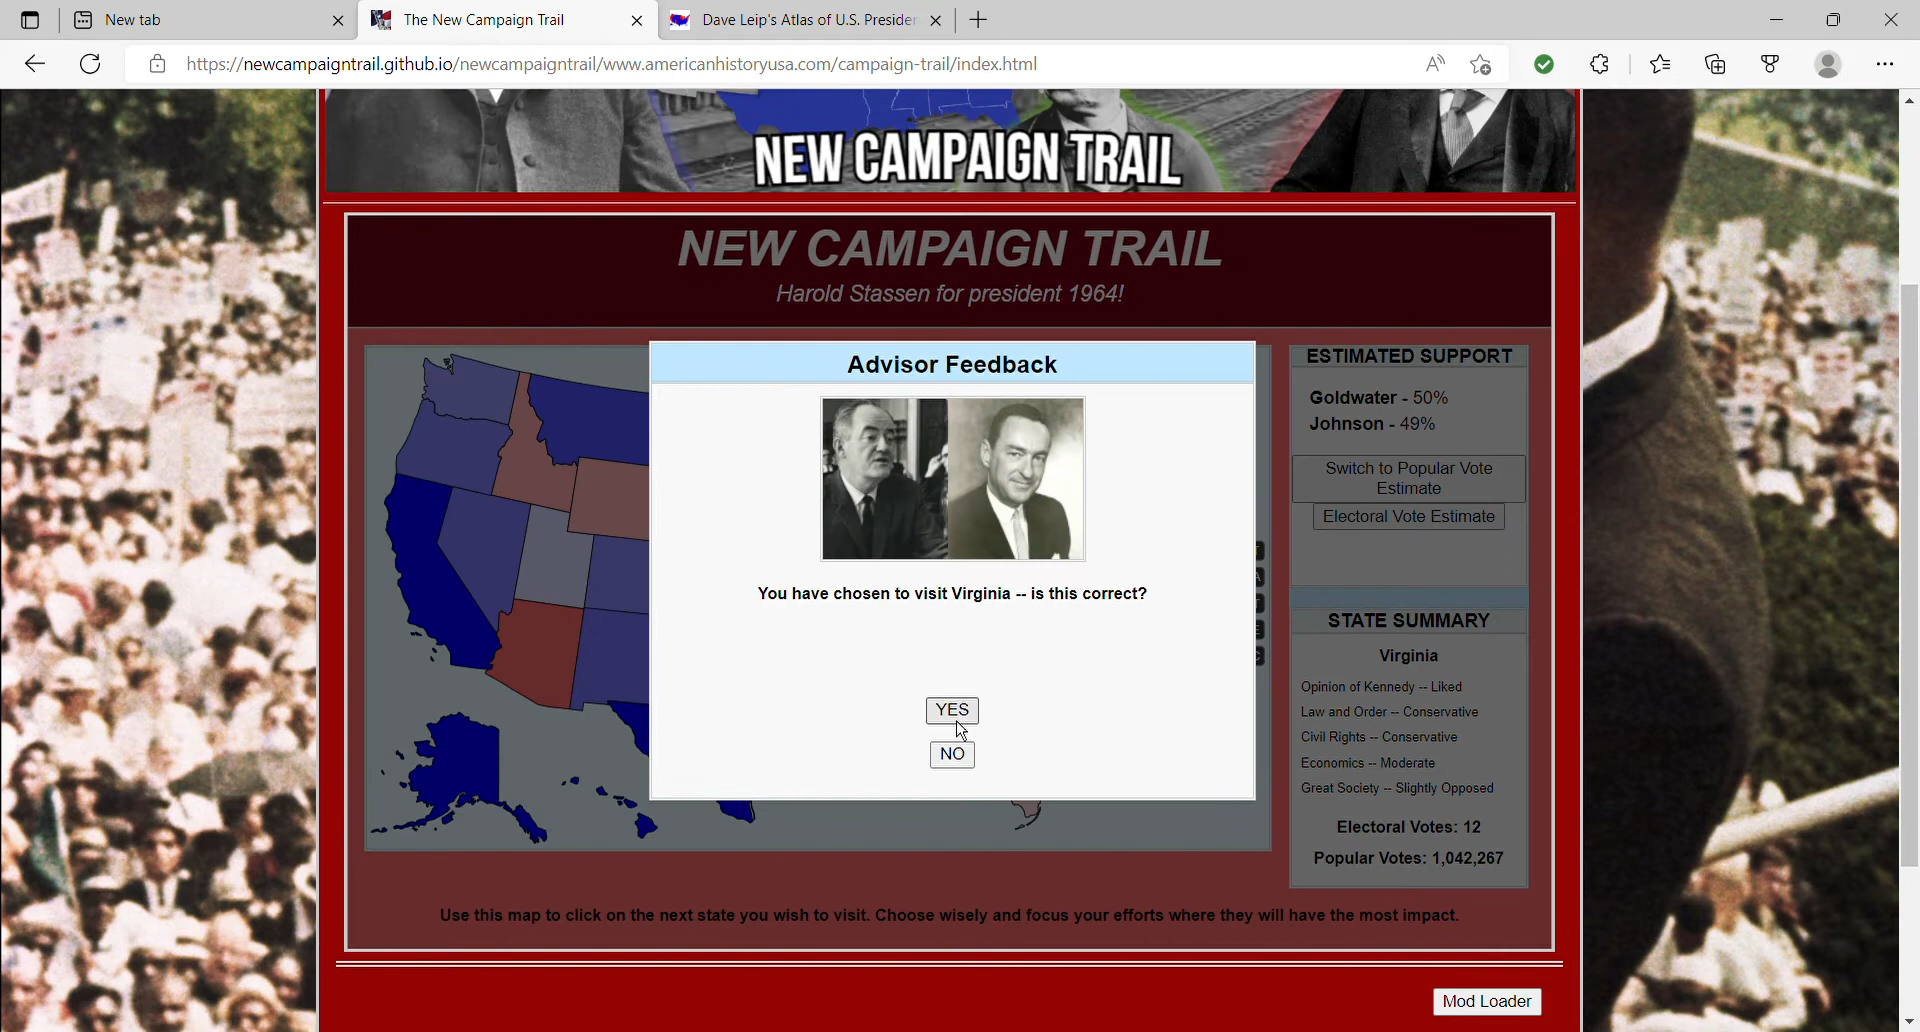 New tab
The New Campaign Trail
Dave Leip's Atlas of U.S. Presiden
https://newcampaigntrail.github.io/newcampaigntrail/www.americanhistoryusa.com/campaign-trail/index.html
NEW CAMPAIGN TRAIL
NEW CAMPAIGN TRAIL
Harold Stassen for president 1964!
Advisor Feedback
You have chosen to visit Virginia -- is this correct?
YES
NO
ESTIMATED SUPPORT
Goldwater - 50%
Johnson - 49%
Switch to Popular Vote
Estimate
Electoral Vote Estimate
STATE SUMMARY
Virginia
Opinion of Kennedy -- Liked
Law and Order -- Conservative
Civil Rights -- Conservative
Economics -- Moderate
Great Society -- Slightly Opposed
Electoral Votes: 12
Popular Votes: 1,042,267
Use this map to click on the next state you wish to visit. Choose wisely and focus your efforts where they will have the most impact.
Mod Loader